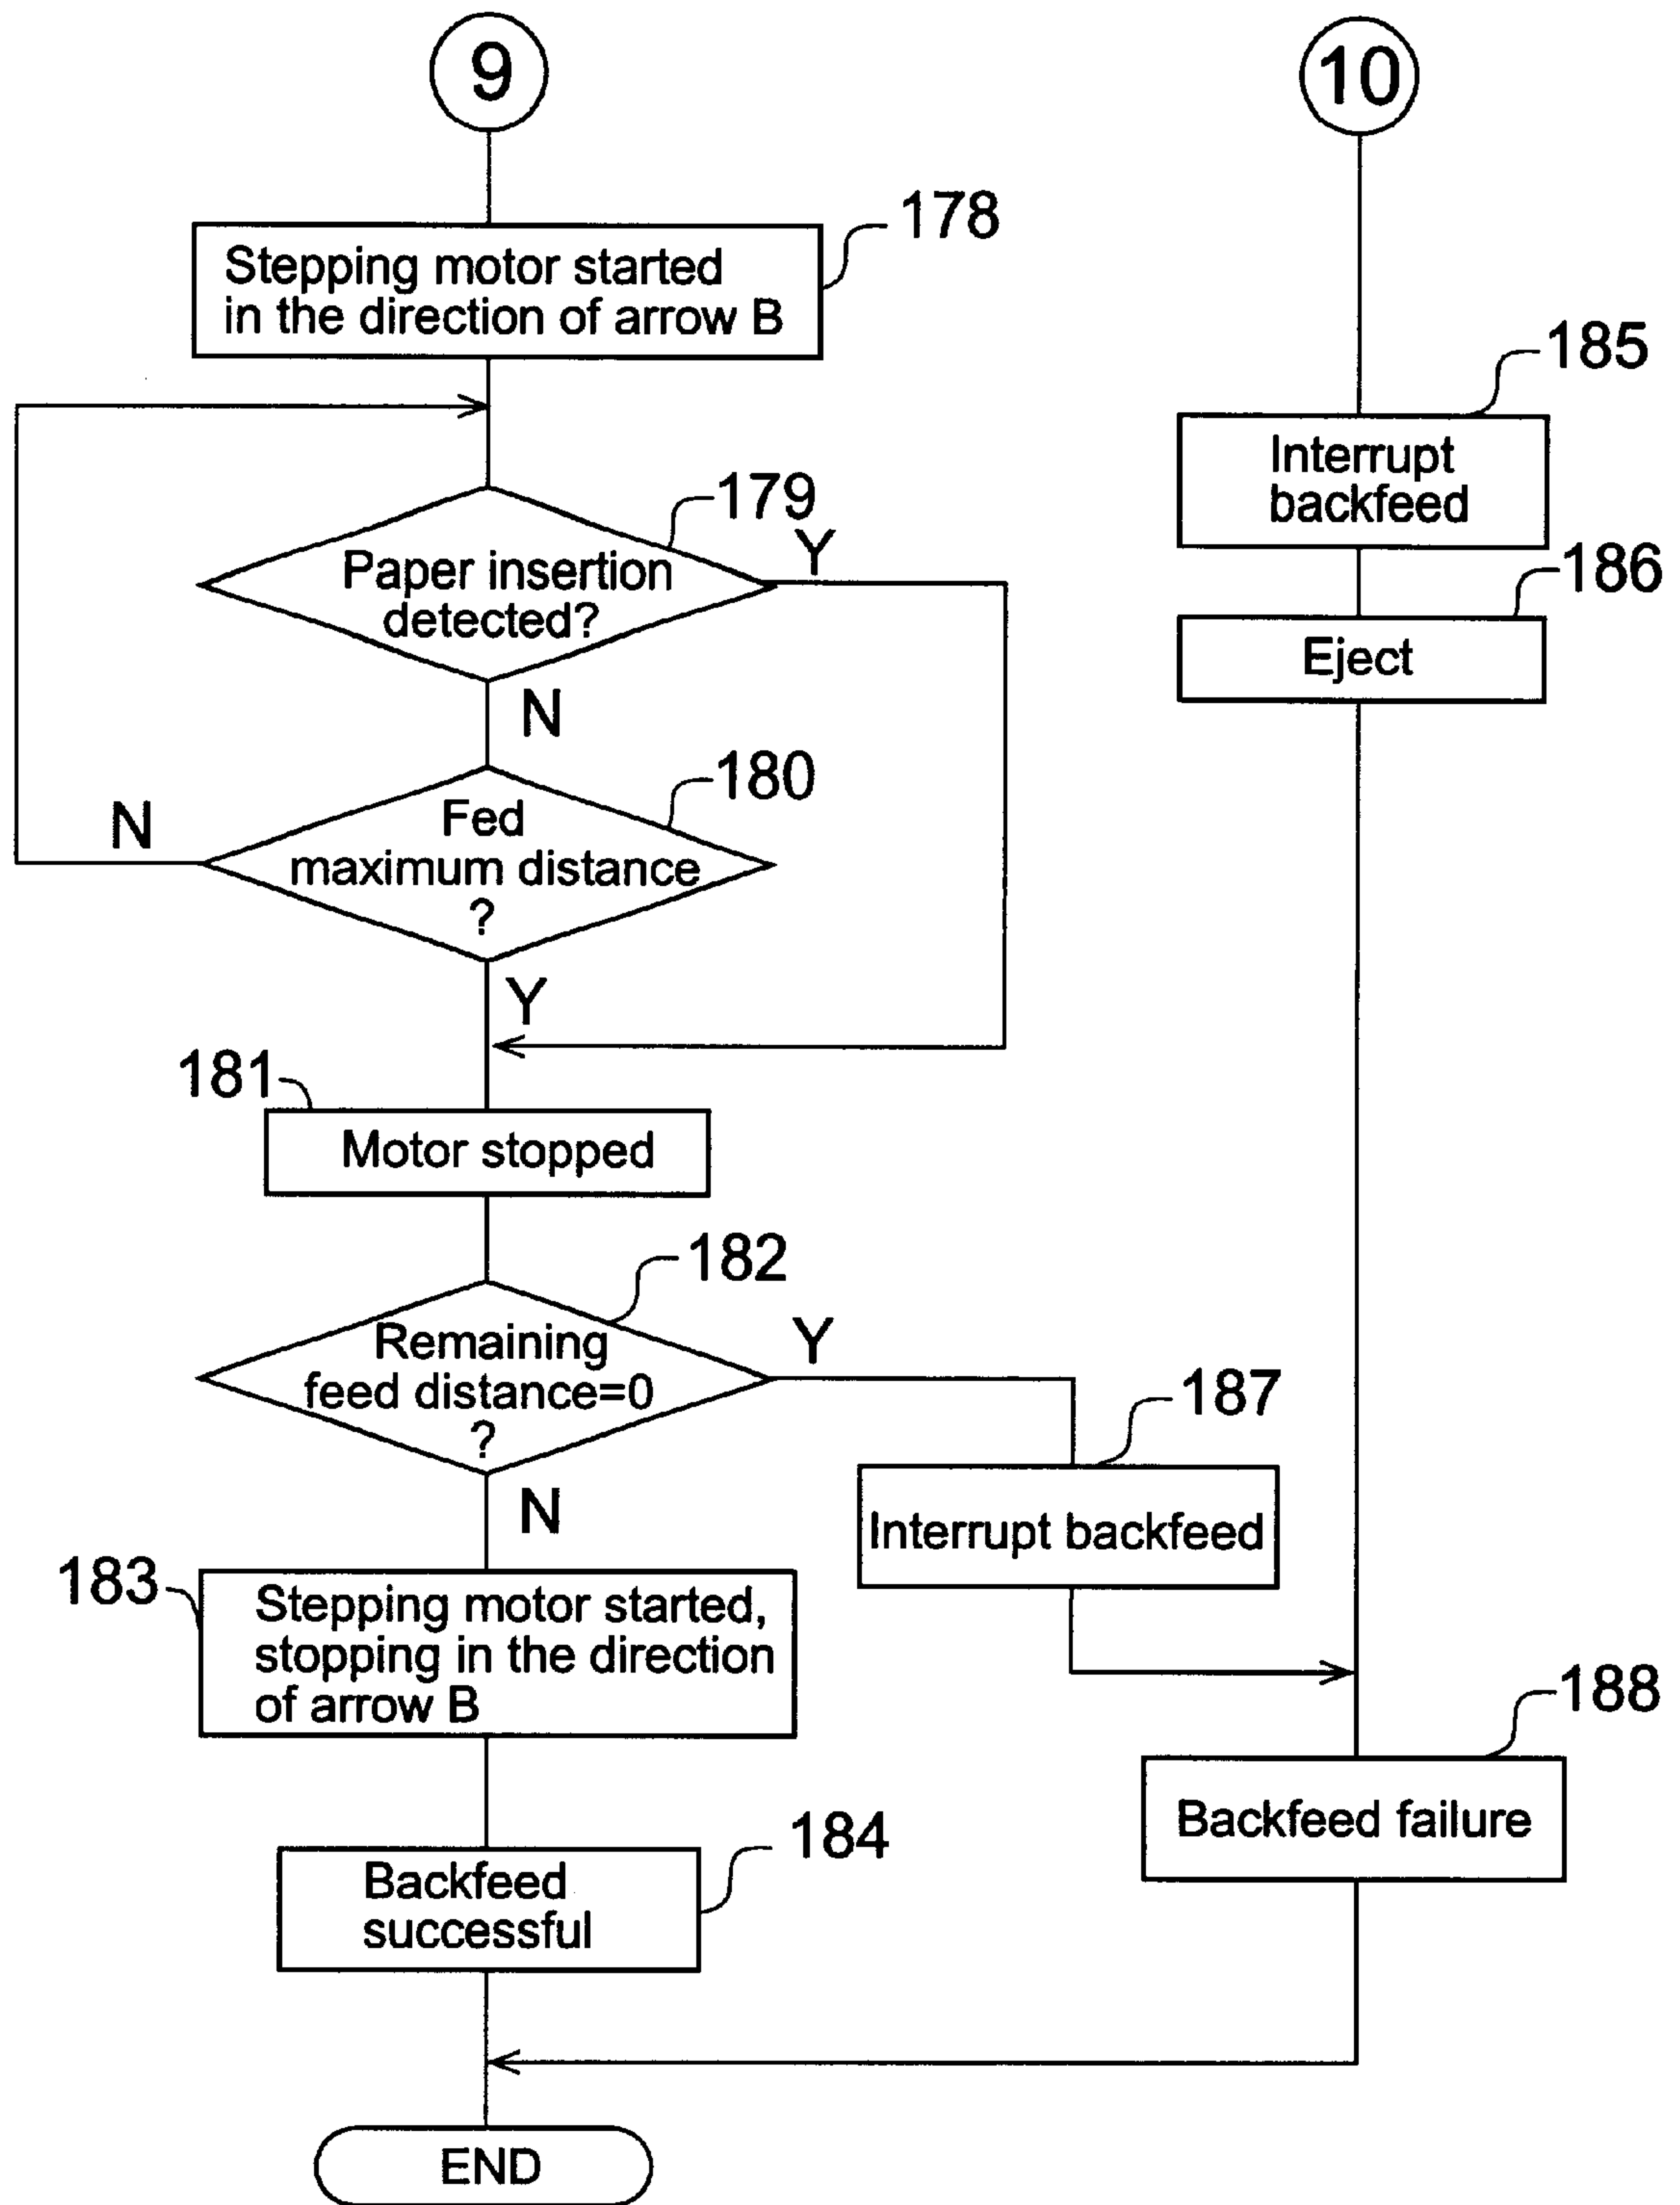 9
10
178
Stepping motor started
in the direction of arrow B
185
Interrupt
backfeed
179
Paper insertion
detected?
Y
N
186
Eject
180
Fed
maximum distance
?
N
Y
181
Motor stopped
182
Remaining
feed distance=0
?
Y
N
187
Interrupt backfeed
183
Stepping motor started,
stopping in the direction
of arrow B
188
Backfeed failure
184
Backfeed
successful
END